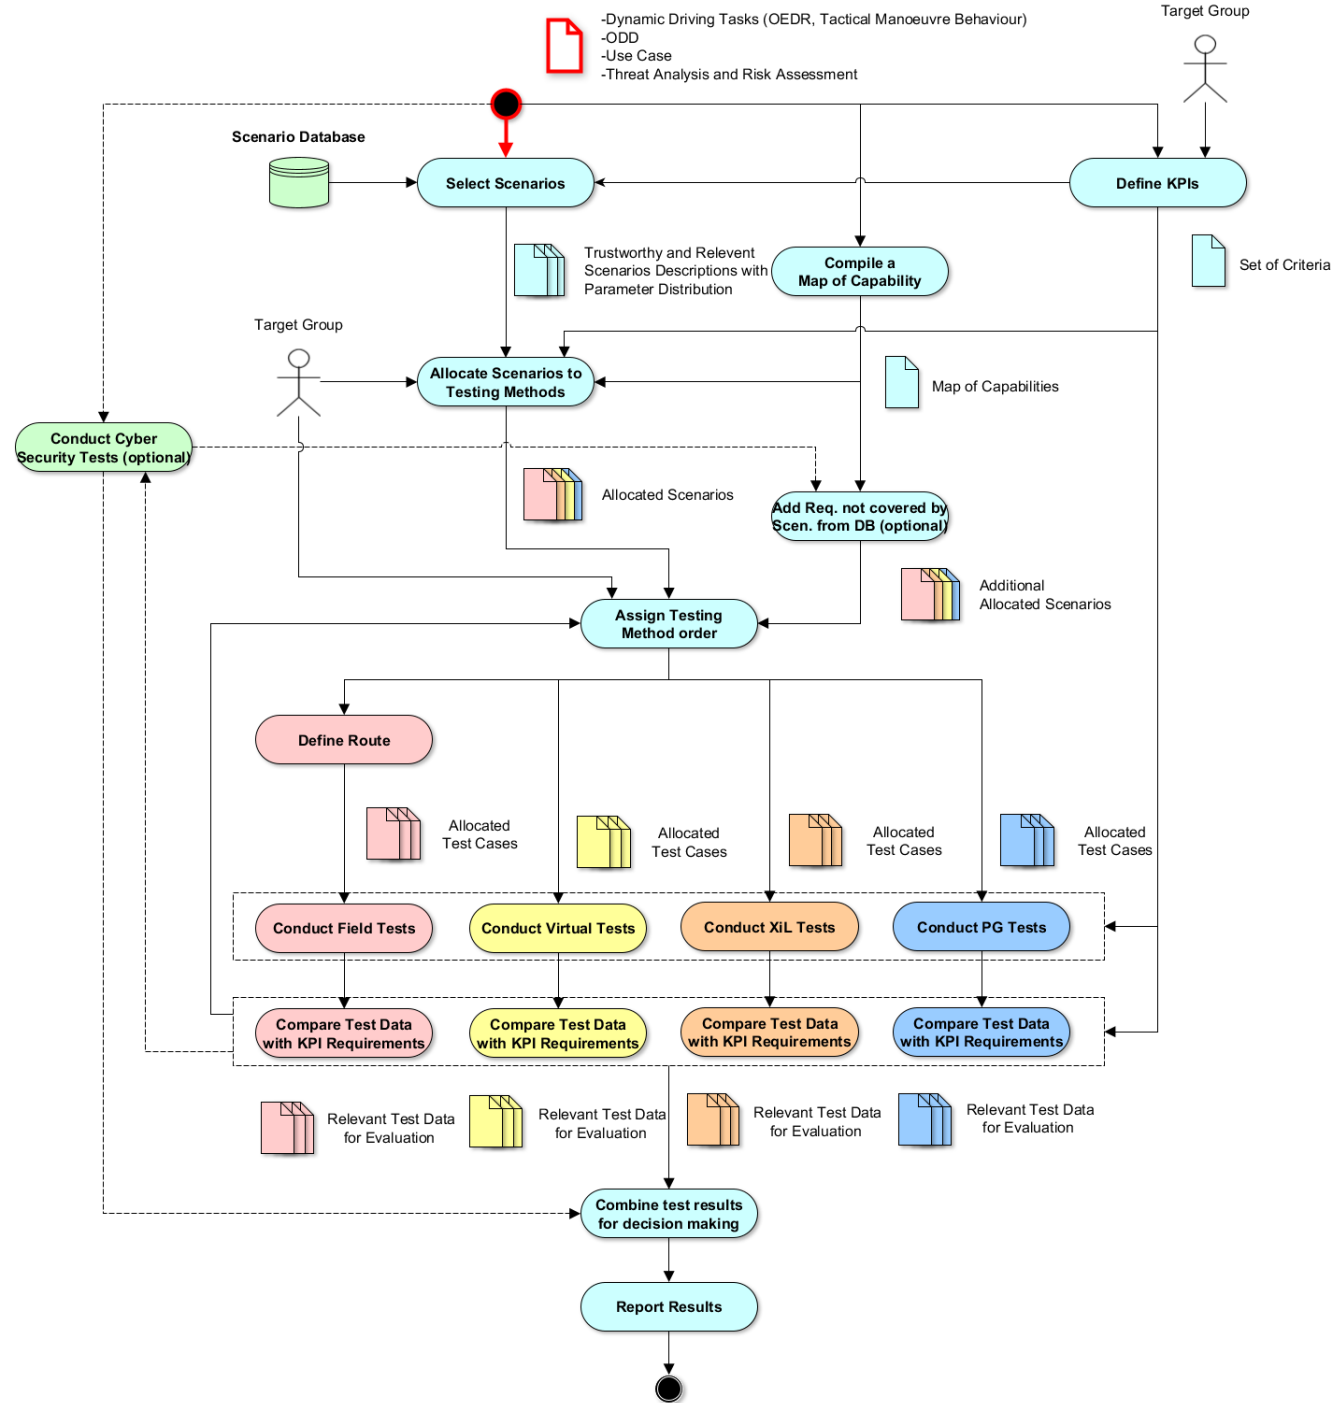 -Dynamic Driving Tasks (OEDR, Tactical Manoeuvre Behaviour)
-ODD
-Use Case
-Threat Analysis and Risk Assessment
Target Group
Scenario Database
Select Scenarios
Define KPIs
Trustworthy and Relevent
Scenarios Descriptions with
Parameter Distribution
Compile a
Map of Capability
Set of Criteria
Target Group
Allocate Scenarios to
Testing Methods
Map of Capabilities
Conduct Cyber
Security Tests (optional)
Allocated Scenarios
Add Req. not covered by
Scen. from DB (optional)
Additional
Allocated Scenarios
Assign Testing
Method order
Define Route
Allocated
Test Cases
Allocated
Test Cases
Allocated
Test Cases
Allocated
Test Cases
Conduct Field Tests
Conduct Virtual Tests
Conduct XiL Tests
Conduct PG Tests
Compare Test Data
with KPI Requirements
Compare Test Data
with KPI Requirements
Compare Test Data
with KPI Requirements
Compare Test Data
with KPI Requirements
Relevant Test Data
for Evaluation
Relevant Test Data
for Evaluation
Relevant Test Data
for Evaluation
Relevant Test Data
for Evaluation
Combine test results
for decision making
Report Results